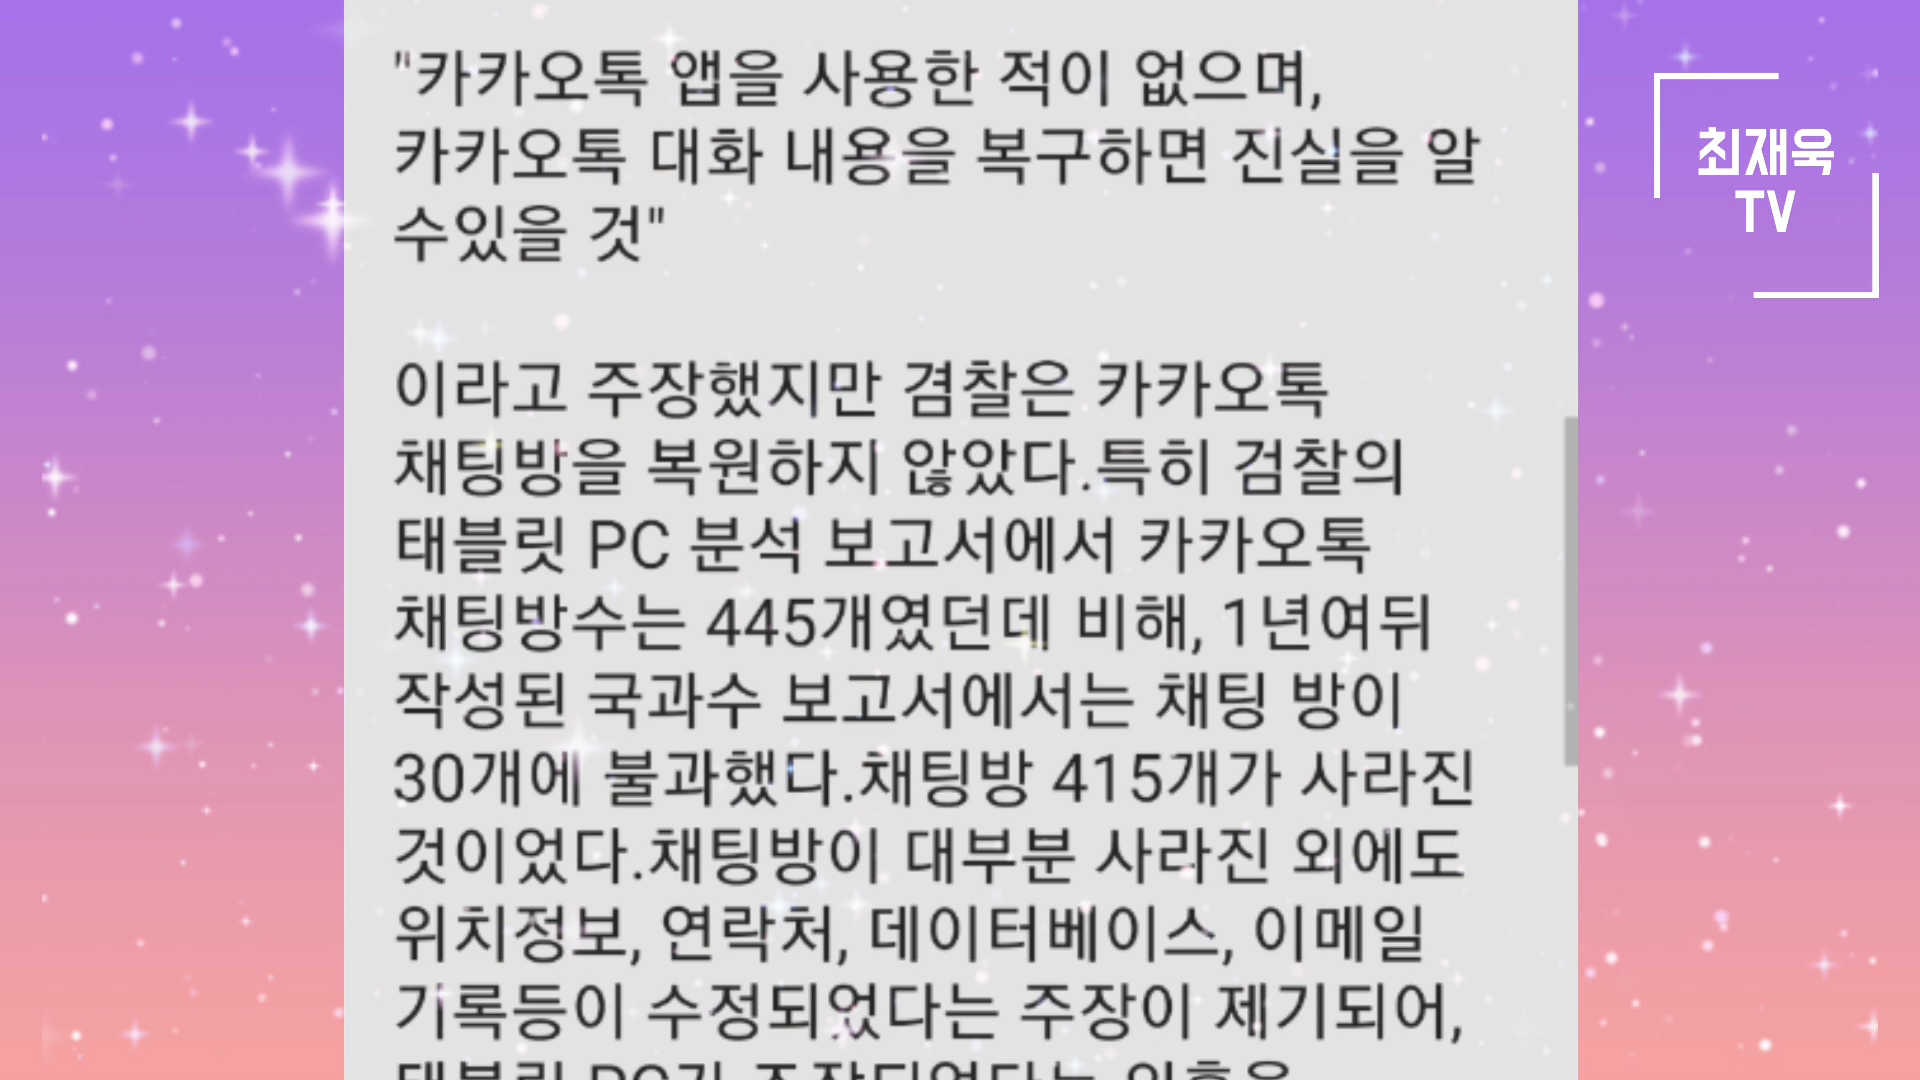 "카카오톡 앱을 사용한 적이 없으며,
카카오톡 대화 내용을 복구하면 진실을 알
수있을 것"
이라고 주장했지만 겸찰은 카카오톡
채팅방을 복원하지 않았다.특히 검찰의
태블릿 PC 분석 보고서에서 카카오톡
채팅방수는 445개였던데 비해, 1년여뒤
작성된 국과수 보고서에서는 채팅 방이
30개에 불과했다.채팅방 415개가 사라진
것이었다.채팅방이 대부분 사라진 외에도
위치정보, 연락처, 데이터베이스, 이메일
기록등이 수정되었다는 주장이 제기되어,
최재욱
TV